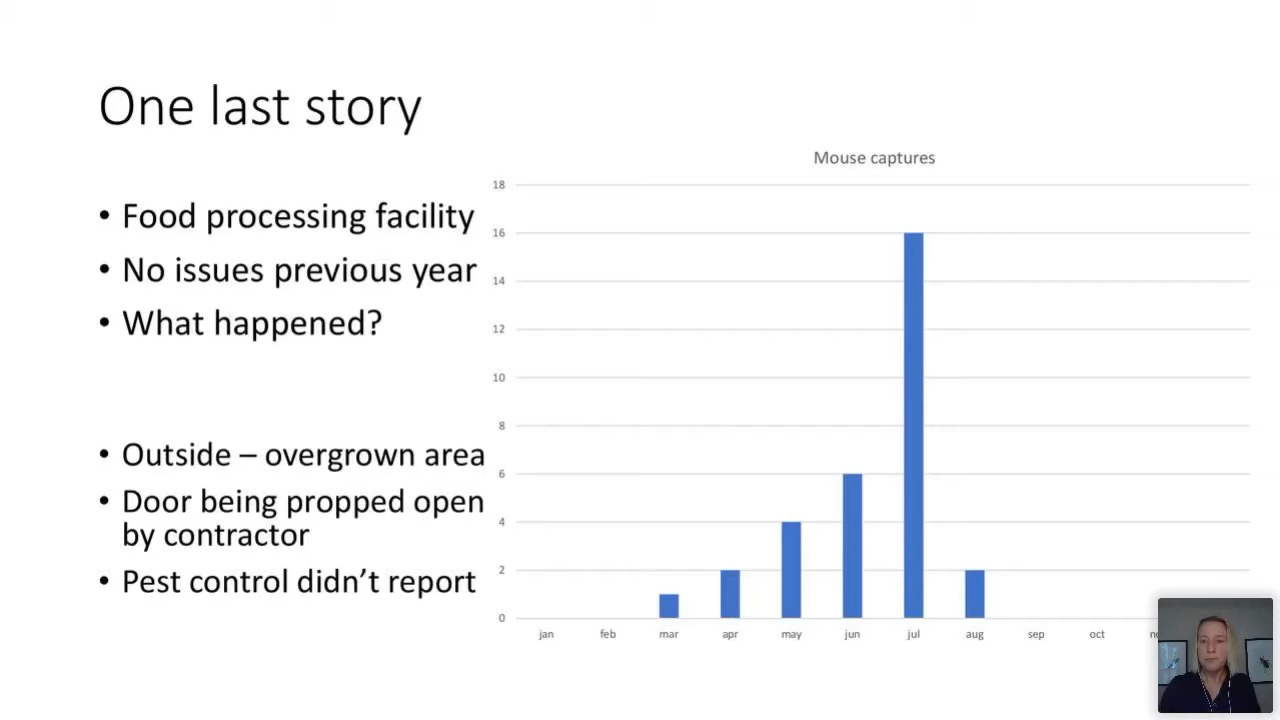 One last story
• Food processing facility
• No issues previous year
• What happened?
• Outside – overgrown area
• Door being propped open
by contractor
• Pest control didn’t report
Mouse captures
18
16
14
12
10
8
6
4
2
0
jan feb mar apr may jun jul aug sep oct